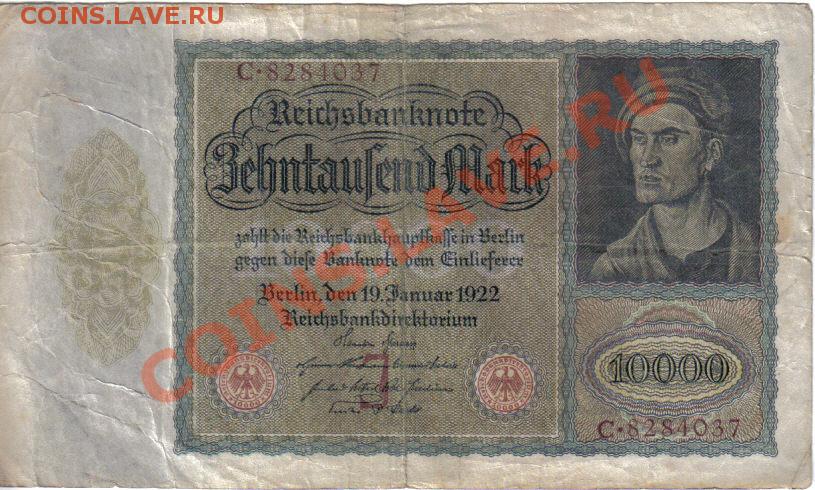 COINS.LAVE.RU
C·8284037
Reichsbanknote
Zehntausend Mark
zahlt die Reichsbankhauptkasse in Berlin
gegen diese Banknote dem Einlieferer
Berlin, den 19. Januar 1922
Reichsbankdirektorium
J
10000
C·8284037
COINS.LAVE.RU